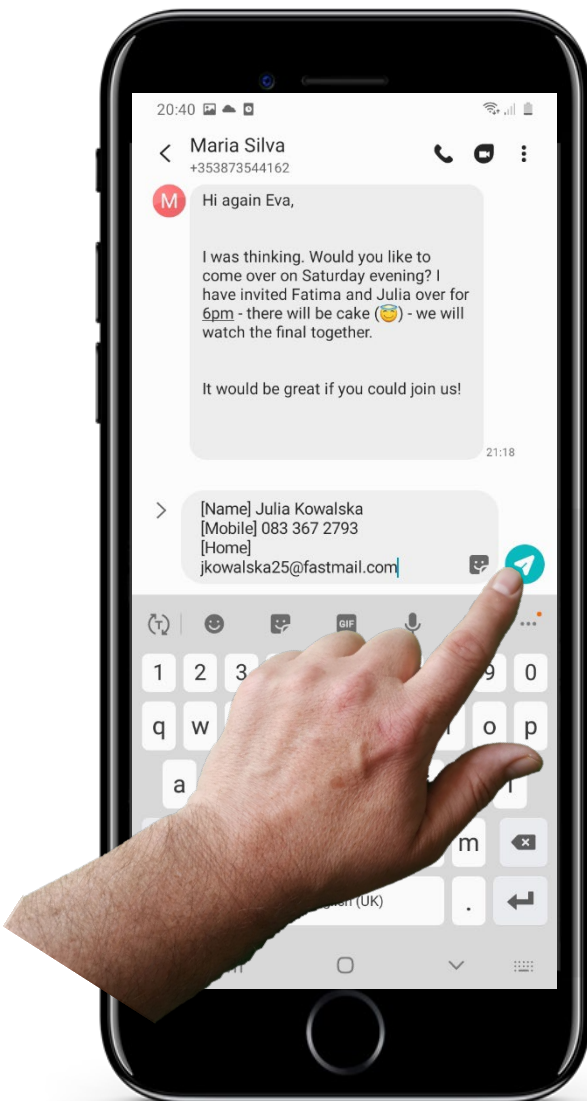 20:40
Maria Silva
+353873544162
M
Hi again Eva,
I was thinking. Would you like to
come over on Saturday evening? I
have invited Fatima and Julia over for
6pm - there will be cake (😇) - we will
watch the final together.
It would be great if you could join us!
21:18
[Name] Julia Kowalska
[Mobile] 083 367 2793
[Home]
jkowalska25@fastmail.com
T GIF
1 2 3 9 0
q w o p
a
m
(UK) .